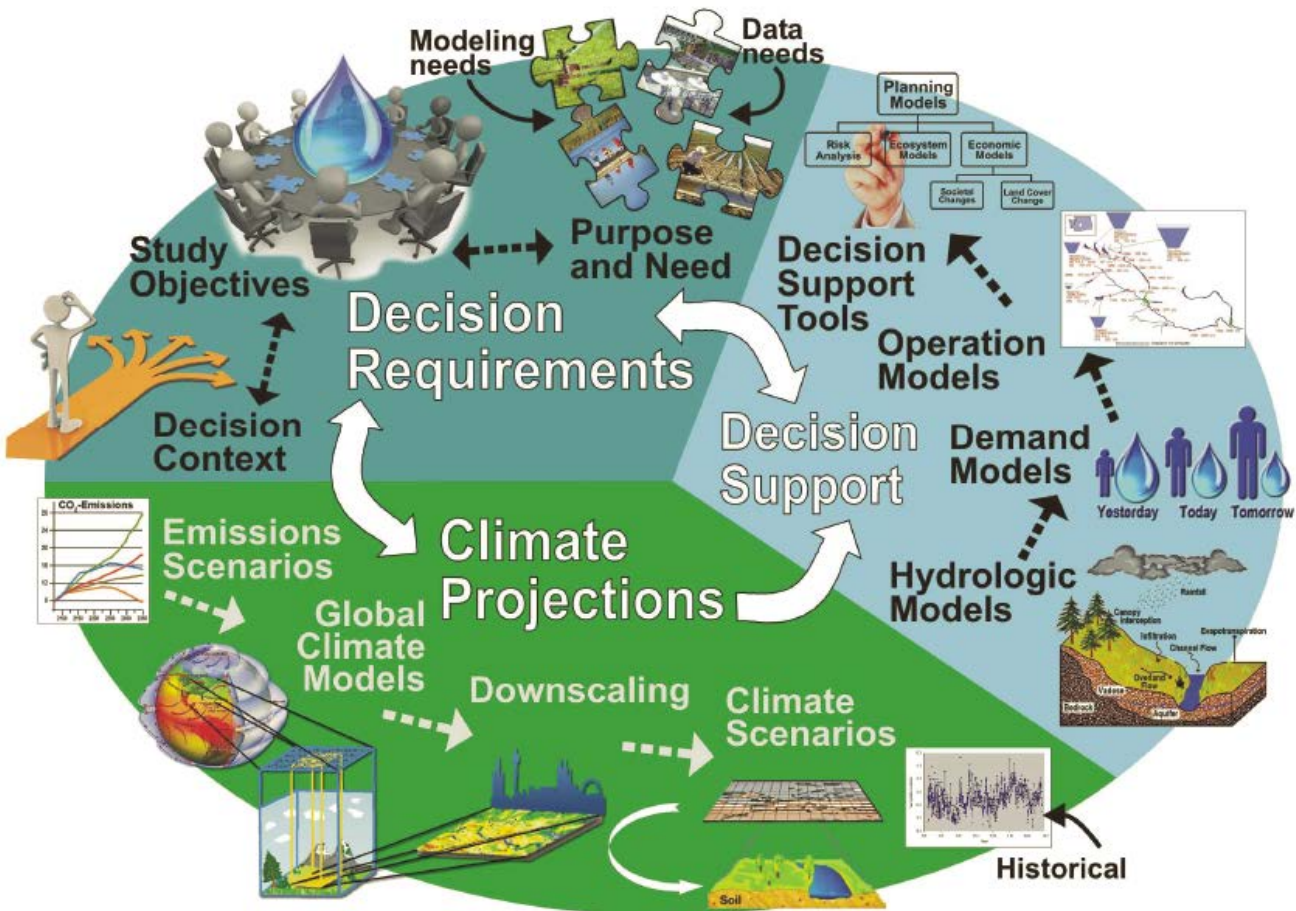 Modeling
needs
Data
needs
Planning
Models
Risk
Analysis
Ecosystem
Models
Economic
Models
Societal
Changes
Land Cover
Change
Study
Objectives
Purpose
and Need
Decision
Support
Tools
Decision
Requirements
Operation
Models
Decision
Context
Decision
Support
Demand
Models
Yesterday
Today
Tomorrow
CO₂-Emissions
Emissions
Scenarios
Climate
Projections
Hydrologic
Models
Rainfall
Canopy
Interception
Infiltration
Evapotranspiration
Channel Flow
Overland
Flow
Vadose
Bedrock
Aquifer
Global
Climate
Models
Downscaling
Climate
Scenarios
Historical
Soil